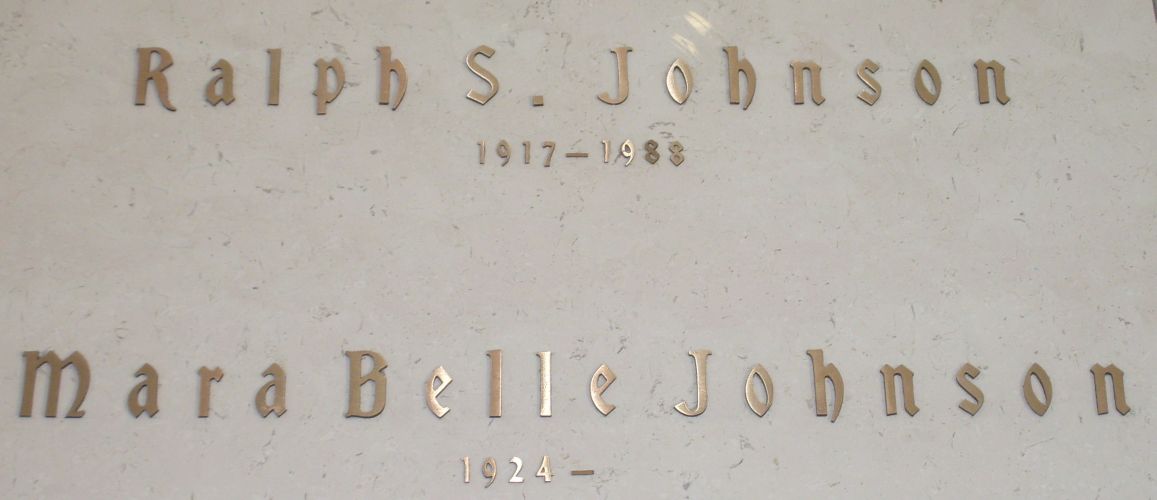 Ralph S. Johnson
1917–1988
Mara Belle Johnson
1924–